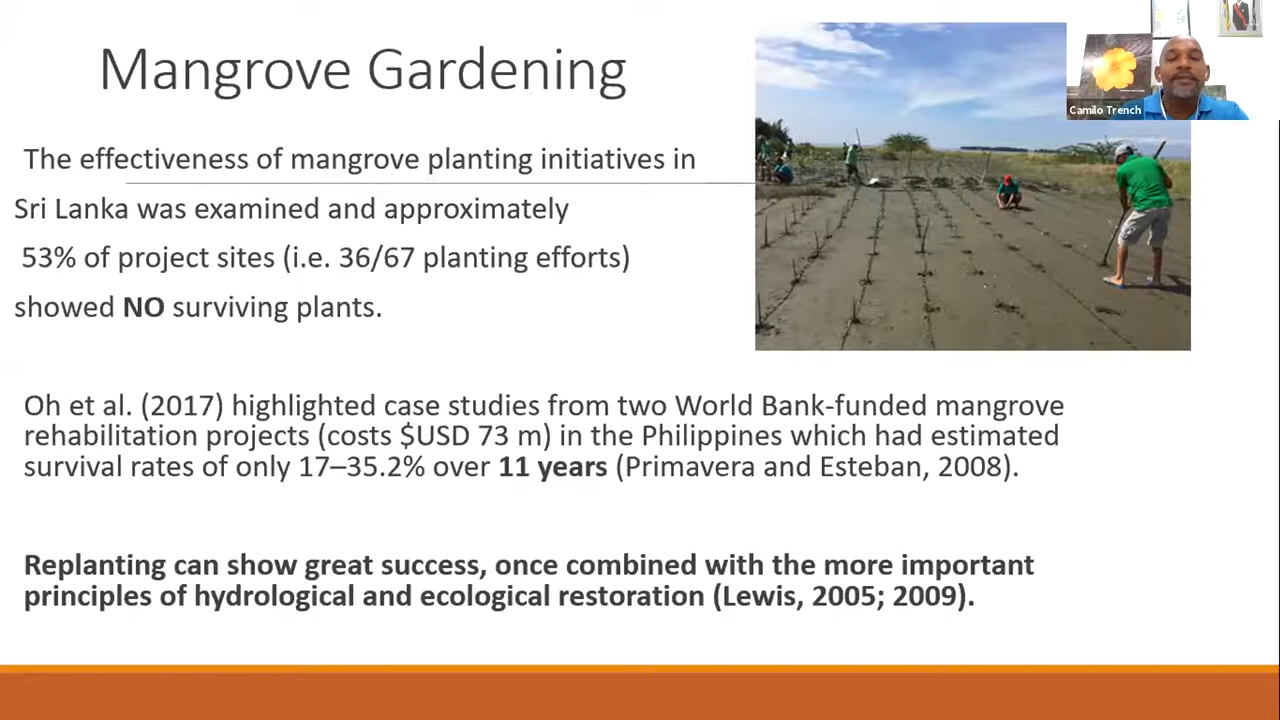 Mangrove Gardening
Camilo Trench
The effectiveness of mangrove planting initiatives in
Sri Lanka was examined and approximately
53% of project sites (i.e. 36/67 planting efforts)
showed NO surviving plants.
Oh et al. (2017) highlighted case studies from two World Bank-funded mangrove
rehabilitation projects (costs $USD 73 m) in the Philippines which had estimated
survival rates of only 17–35.2% over 11 years (Primavera and Esteban, 2008).
Replanting can show great success, once combined with the more important
principles of hydrological and ecological restoration (Lewis, 2005; 2009).